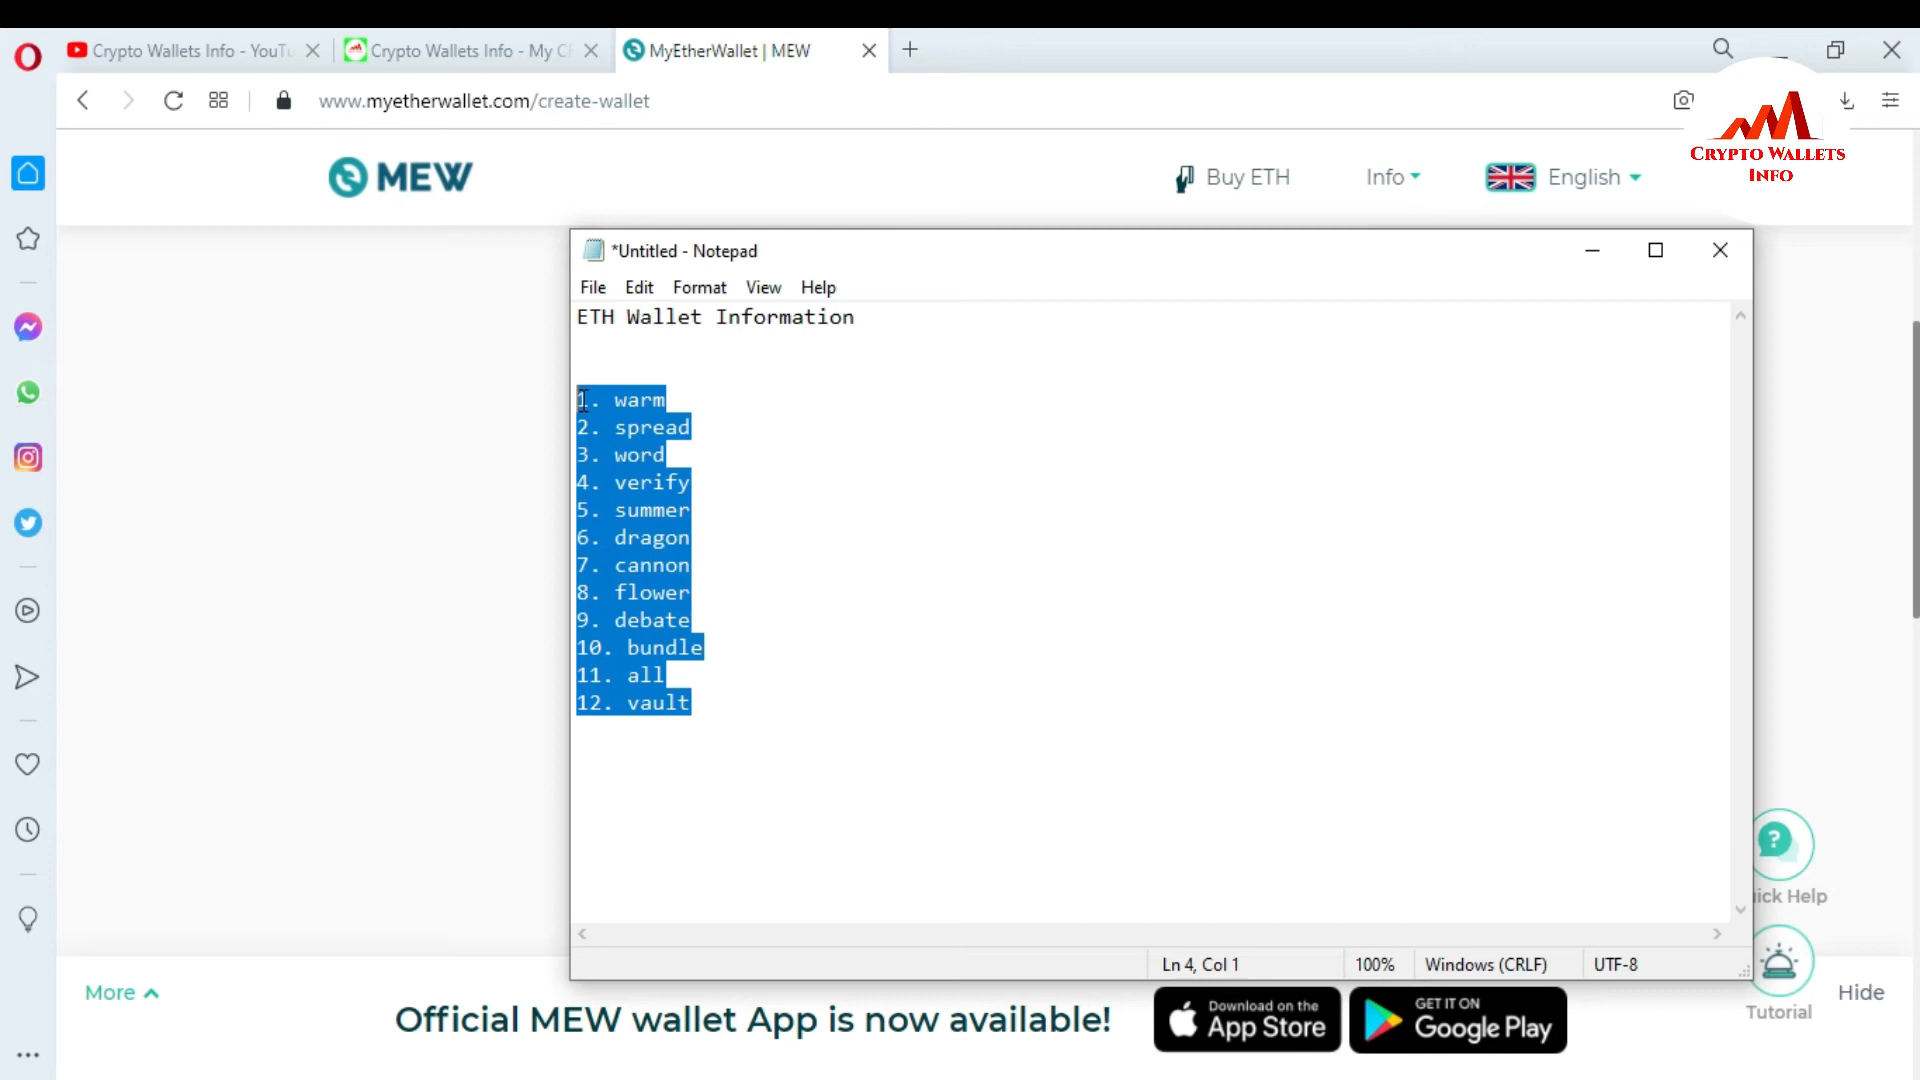 Crypto Wallets Info - YouTu
Crypto Wallets Info - My Cr
MyEtherWallet | MEW
www.myetherwallet.com/create-wallet
CRYPTO WALLETS
INFO
MEW
Buy ETH
Info
English
*Untitled - Notepad
File Edit Format View Help
ETH Wallet Information
1. warm
2. spread
3. word
4. verify
5. summer
6. dragon
7. cannon
8. flower
9. debate
10. bundle
11. all
12. vault
Ln 4, Col 1
100%
Windows (CRLF)
UTF-8
ick Help
Tutorial
Hide
More
Official MEW wallet App is now available!
Download on the
App Store
GET IT ON
Google Play